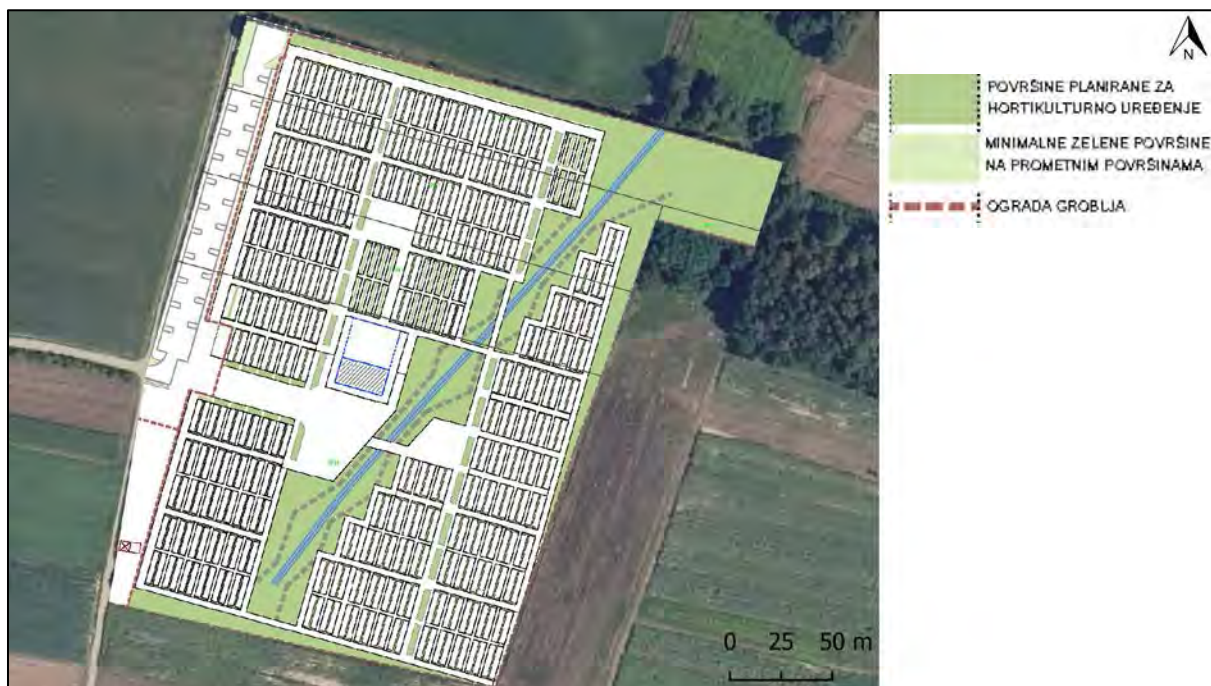 N
POVRŠINE PLANIRANE ZA
HORTIKULTURNO UREĐENJE
MINIMALNE ZELENE POVRŠINE
NA PROMETNIM POVRŠINAMA
OGRADA GROBLJA
0 25 50 m